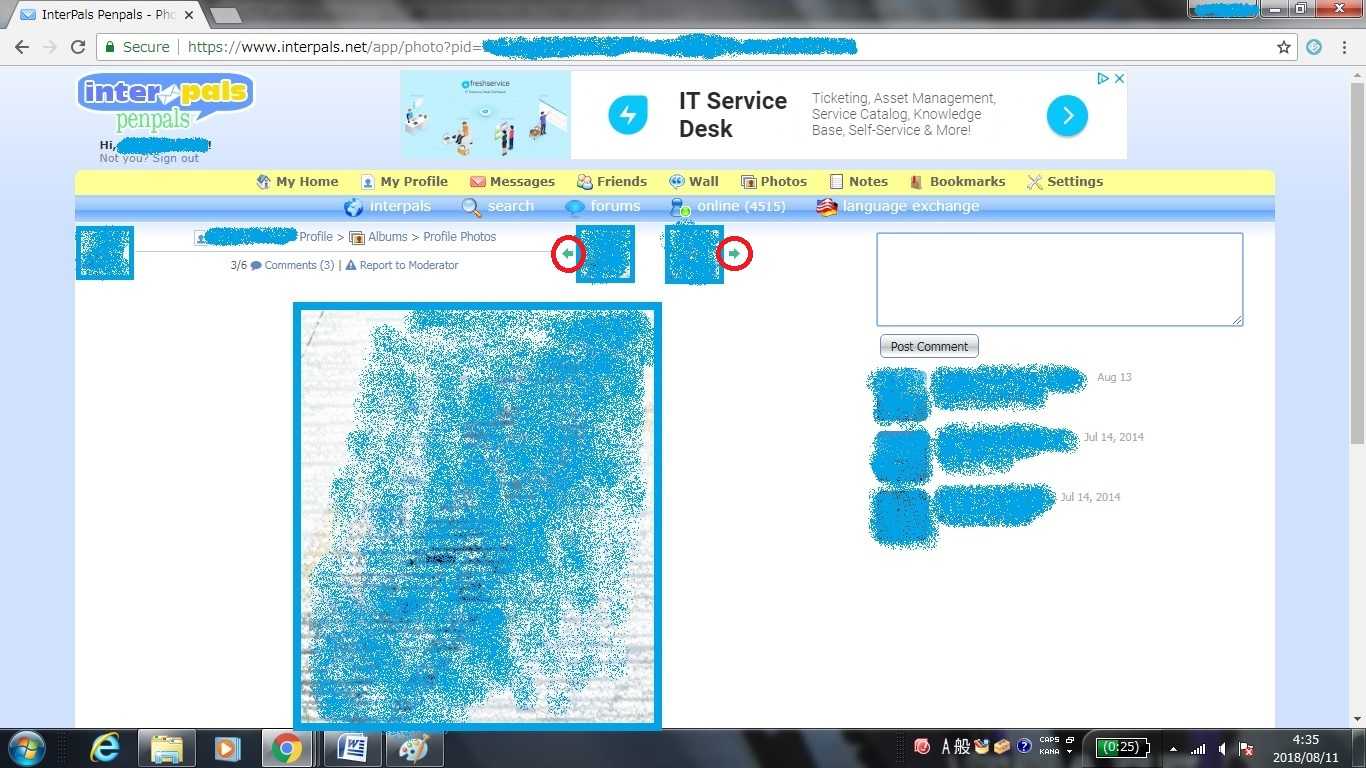 InterPals Penpals - Pho
Secure
https://www.interpals.net/app/photo?pid=
inter pals
penpals
Hi, !
Not you? Sign out
freshservice
IT Service
Desk
Ticketing, Asset Management,
Service Catalog, Knowledge
Base, Self-Service & More!
My Home My Profile Messages Friends Wall Photos Notes Bookmarks Settings
interpals search forums online (4515) language exchange
Profile > Albums > Profile Photos
3/6 Comments (3) | Report to Moderator
Post Comment
Aug 13
Jul 14, 2014
Jul 14, 2014
A 般
CAPS
KANA
(0:25)
4:35
2018/08/11